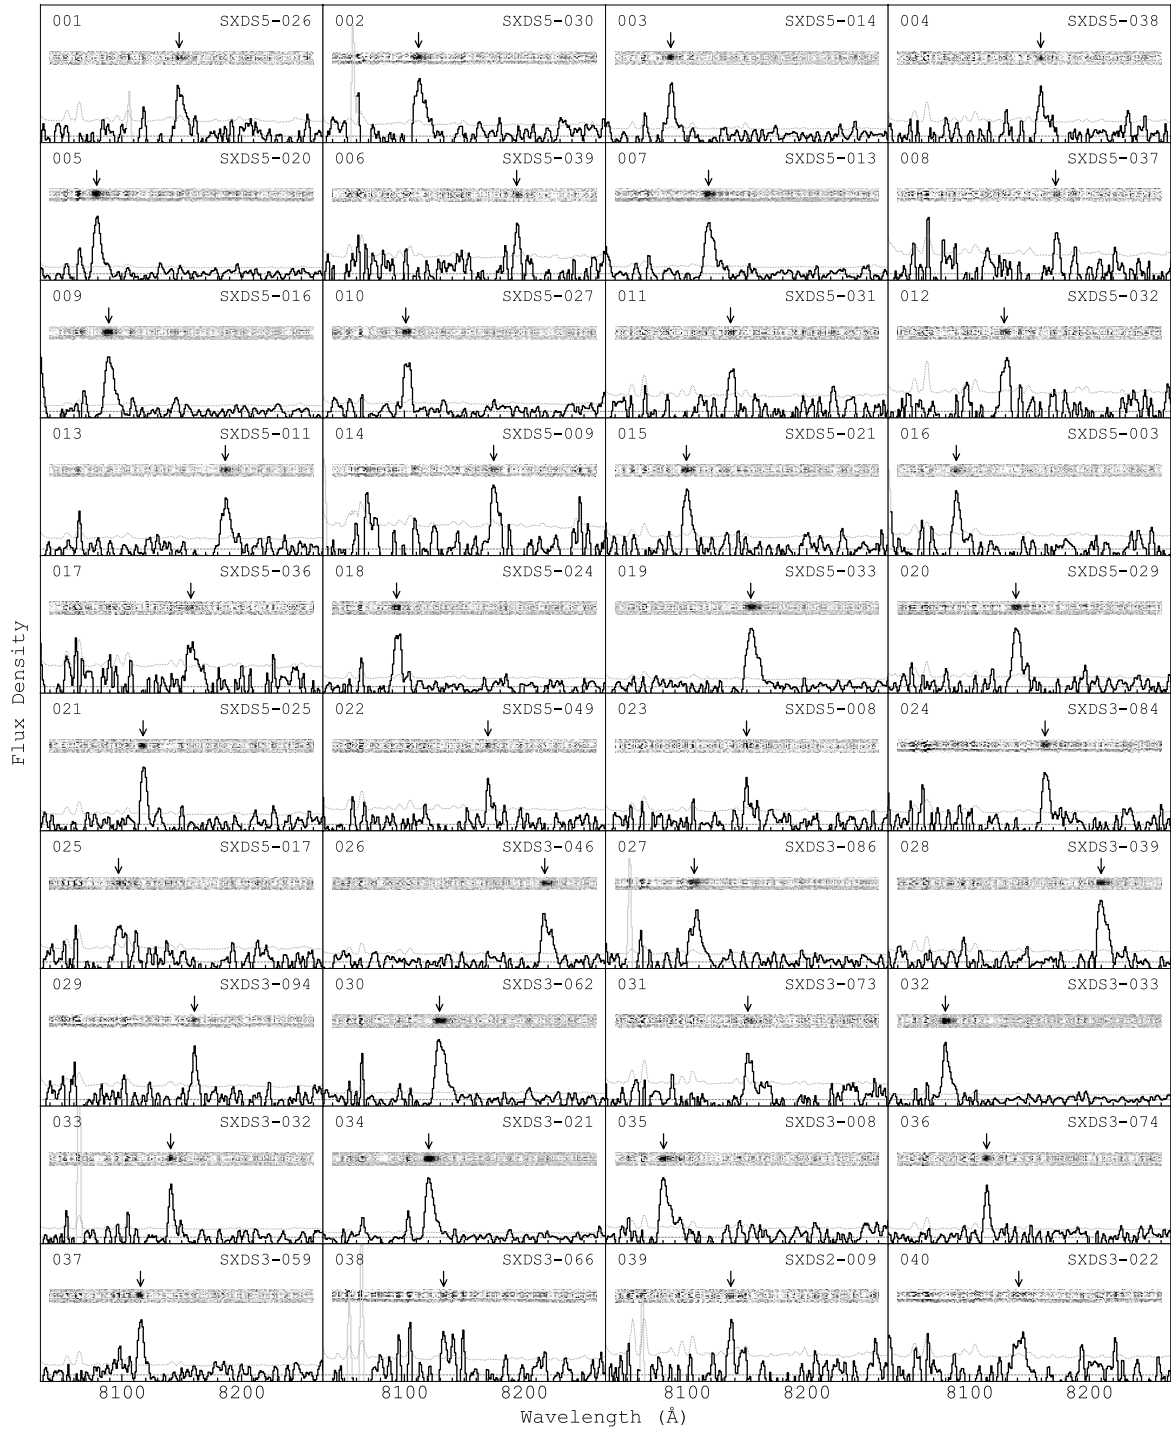 001 SXDS5-026 002 SXDS5-030 003 SXDS5-014 004 SXDS5-038
005 SXDS5-020 006 SXDS5-039 007 SXDS5-013 008 SXDS5-037
009 SXDS5-016 010 SXDS5-027 011 SXDS5-031 012 SXDS5-032
013 SXDS5-011 014 SXDS5-009 015 SXDS5-021 016 SXDS5-003
017 SXDS5-036 018 SXDS5-024 019 SXDS5-033 020 SXDS5-029
021 SXDS5-025 022 SXDS5-049 023 SXDS5-008 024 SXDS3-084
025 SXDS5-017 026 SXDS3-046 027 SXDS3-086 028 SXDS3-039
029 SXDS3-094 030 SXDS3-062 031 SXDS3-073 032 SXDS3-033
033 SXDS3-032 034 SXDS3-021 035 SXDS3-008 036 SXDS3-074
037 SXDS3-059 038 SXDS3-066 039 SXDS2-009 040 SXDS3-022
Flux Density
8100 8200 8100 8200 8100 8200 8100 8200
Wavelength (Å)